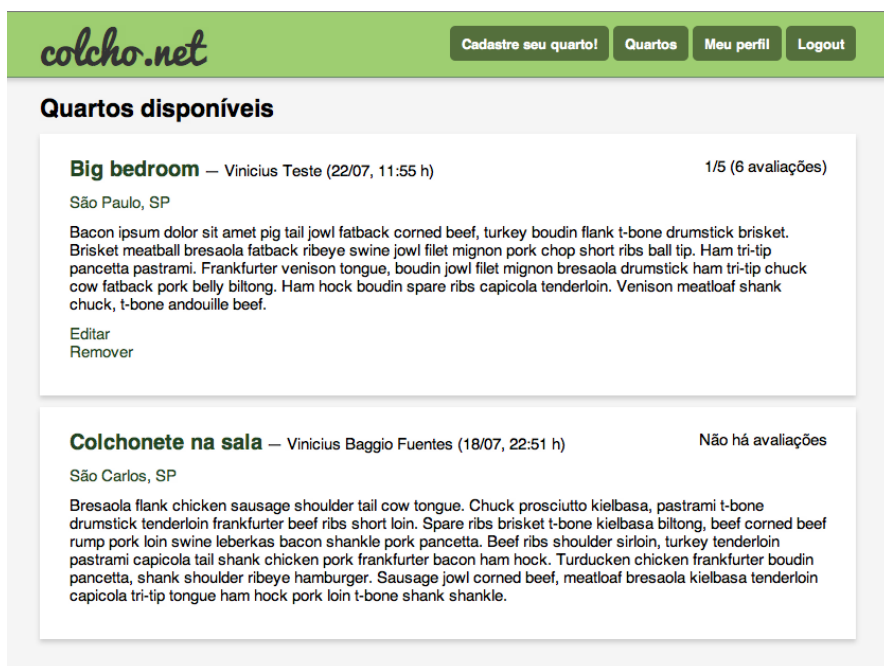 colcho.net
Cadastre seu quarto!
Quartos
Meu perfil
Logout
Quartos disponíveis
Big bedroom — Vinicius Teste (22/07, 11:55 h)
1/5 (6 avaliações)
São Paulo, SP
Bacon ipsum dolor sit amet pig tail jowl fatback corned beef, turkey boudin flank t-bone drumstick brisket.
Brisket meatball bresaola fatback ribeye swine jowl filet mignon pork chop short ribs ball tip. Ham tri-tip
pancetta pastrami. Frankfurter venison tongue, boudin jowl filet mignon bresaola drumstick ham tri-tip chuck
cow fatback pork belly biltong. Ham hock boudin spare ribs capicola tenderloin. Venison meatloaf shank
chuck, t-bone andouille beef.
Editar
Remover
Colchonete na sala — Vinicius Baggio Fuentes (18/07, 22:51 h)
Não há avaliações
São Carlos, SP
Bresaola flank chicken sausage shoulder tail cow tongue. Chuck prosciutto kielbasa, pastrami t-bone
drumstick tenderloin frankfurter beef ribs short loin. Spare ribs brisket t-bone kielbasa biltong, beef corned beef
rump pork loin swine leberkas bacon shankle pork pancetta. Beef ribs shoulder sirloin, turkey tenderloin
pastrami capicola tail shank chicken pork frankfurter bacon ham hock. Turducken chicken frankfurter boudin
pancetta, shank shoulder ribeye hamburger. Sausage jowl corned beef, meatloaf bresaola kielbasa tenderloin
capicola tri-tip tongue ham hock pork loin t-bone shank shankle.